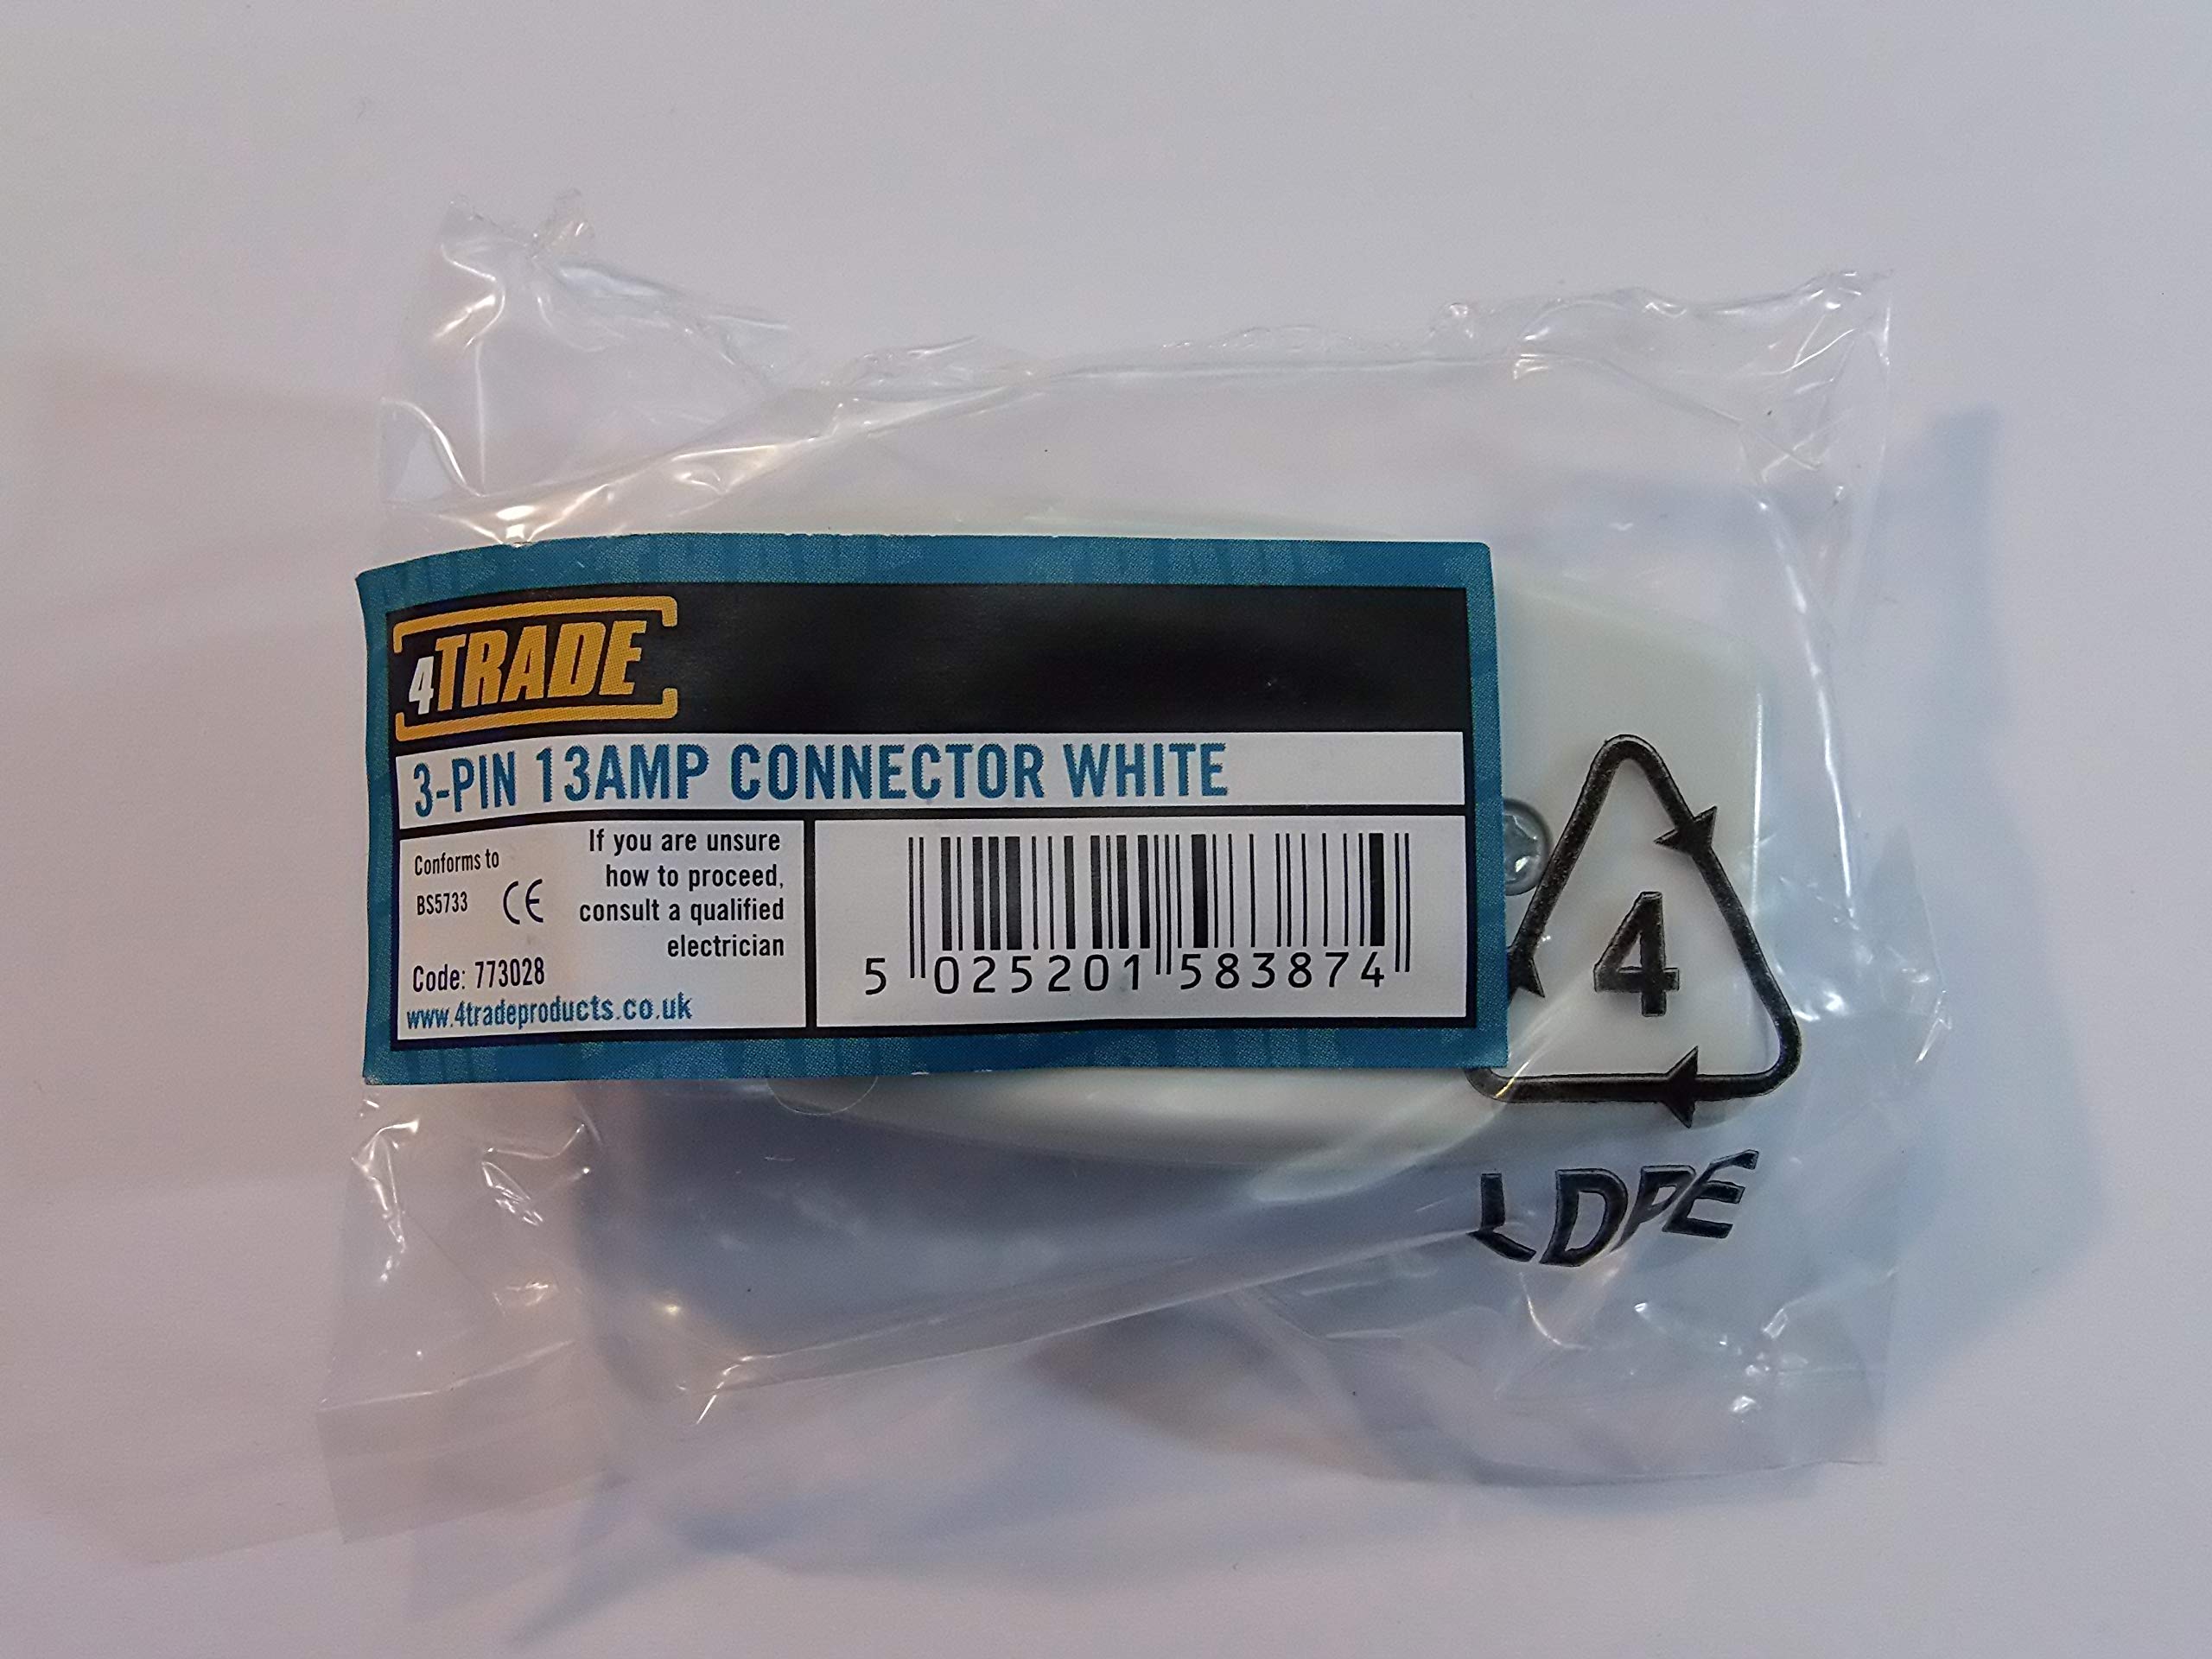 4TRADE
3-PIN 13AMP CONNECTOR WHITE
Conforms to
BS5733 CE
If you are unsure
how to proceed,
consult a qualified
electrician
Code: 773028
www.4tradeproducts.co.uk
5 025201 583874
4
LDPE